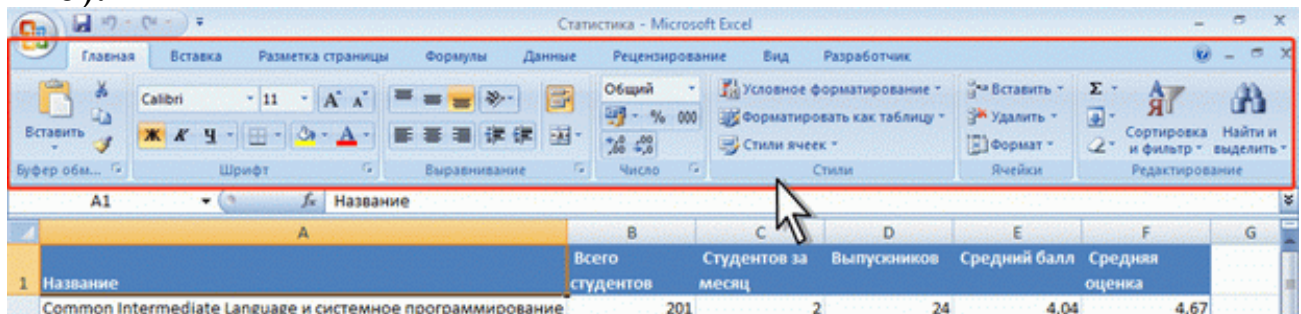 Статистика - Microsoft Excel
Главная Вставка Разметка страницы Формулы Данные Рецензирование Вид Разработчик
Calibri 11 Общий Условное форматирование Вставить Σ
Вставить Ж К Ч % 000 Форматировать как таблицу Удалить Сортировка и фильтр Найти и выделить
,00 Стили ячеек Формат
Буфер обм... Шрифт Выравнивание Число Стили Ячейки Редактирование
A1 fx Название
A B C D E F G
1 Название Всего студентов Студентов за месяц Выпускников Средний балл Средняя оценка
Common Intermediate Language и системное программирование 201 2 24 4,04 4,67